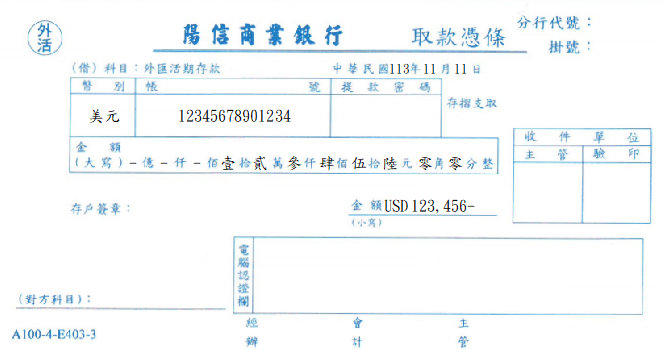 外活
陽信商業銀行 取款憑條 分行代號：
掛號：
(借)科目：外匯活期存款 中華民國113年11月11日
幣別 帳號 提款密碼
美元 12345678901234 存摺支取
金額
(大寫)-億-仟-佰壹拾貳萬參仟肆佰伍拾陸元零角零分整
收件單位
主管 驗印
存戶簽章： 金額USD123,456-
(小寫)
電腦認證欄
(對方科目)：
A100-4-E403-3
經辦 會計 主管